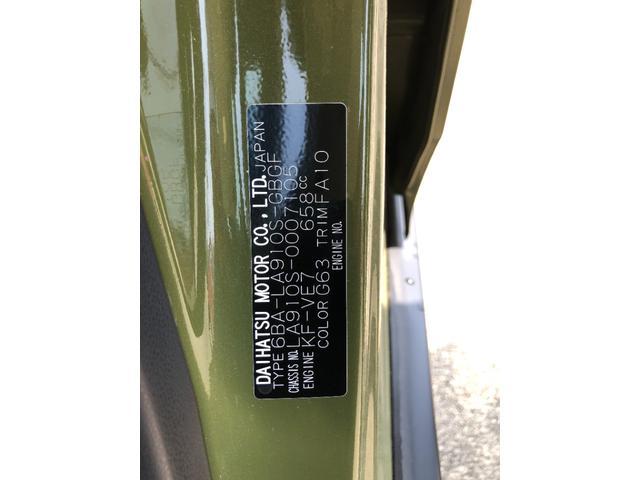 DAIHATSU MOTOR CO., LTD. JAPAN
TYPE 6BA-LA910S-GBGF
CHASSIS NO. LA910S-0007105
ENGINE KF-VE7 658cc
COLOR G63 TRIM FA10
ENGINE NO.